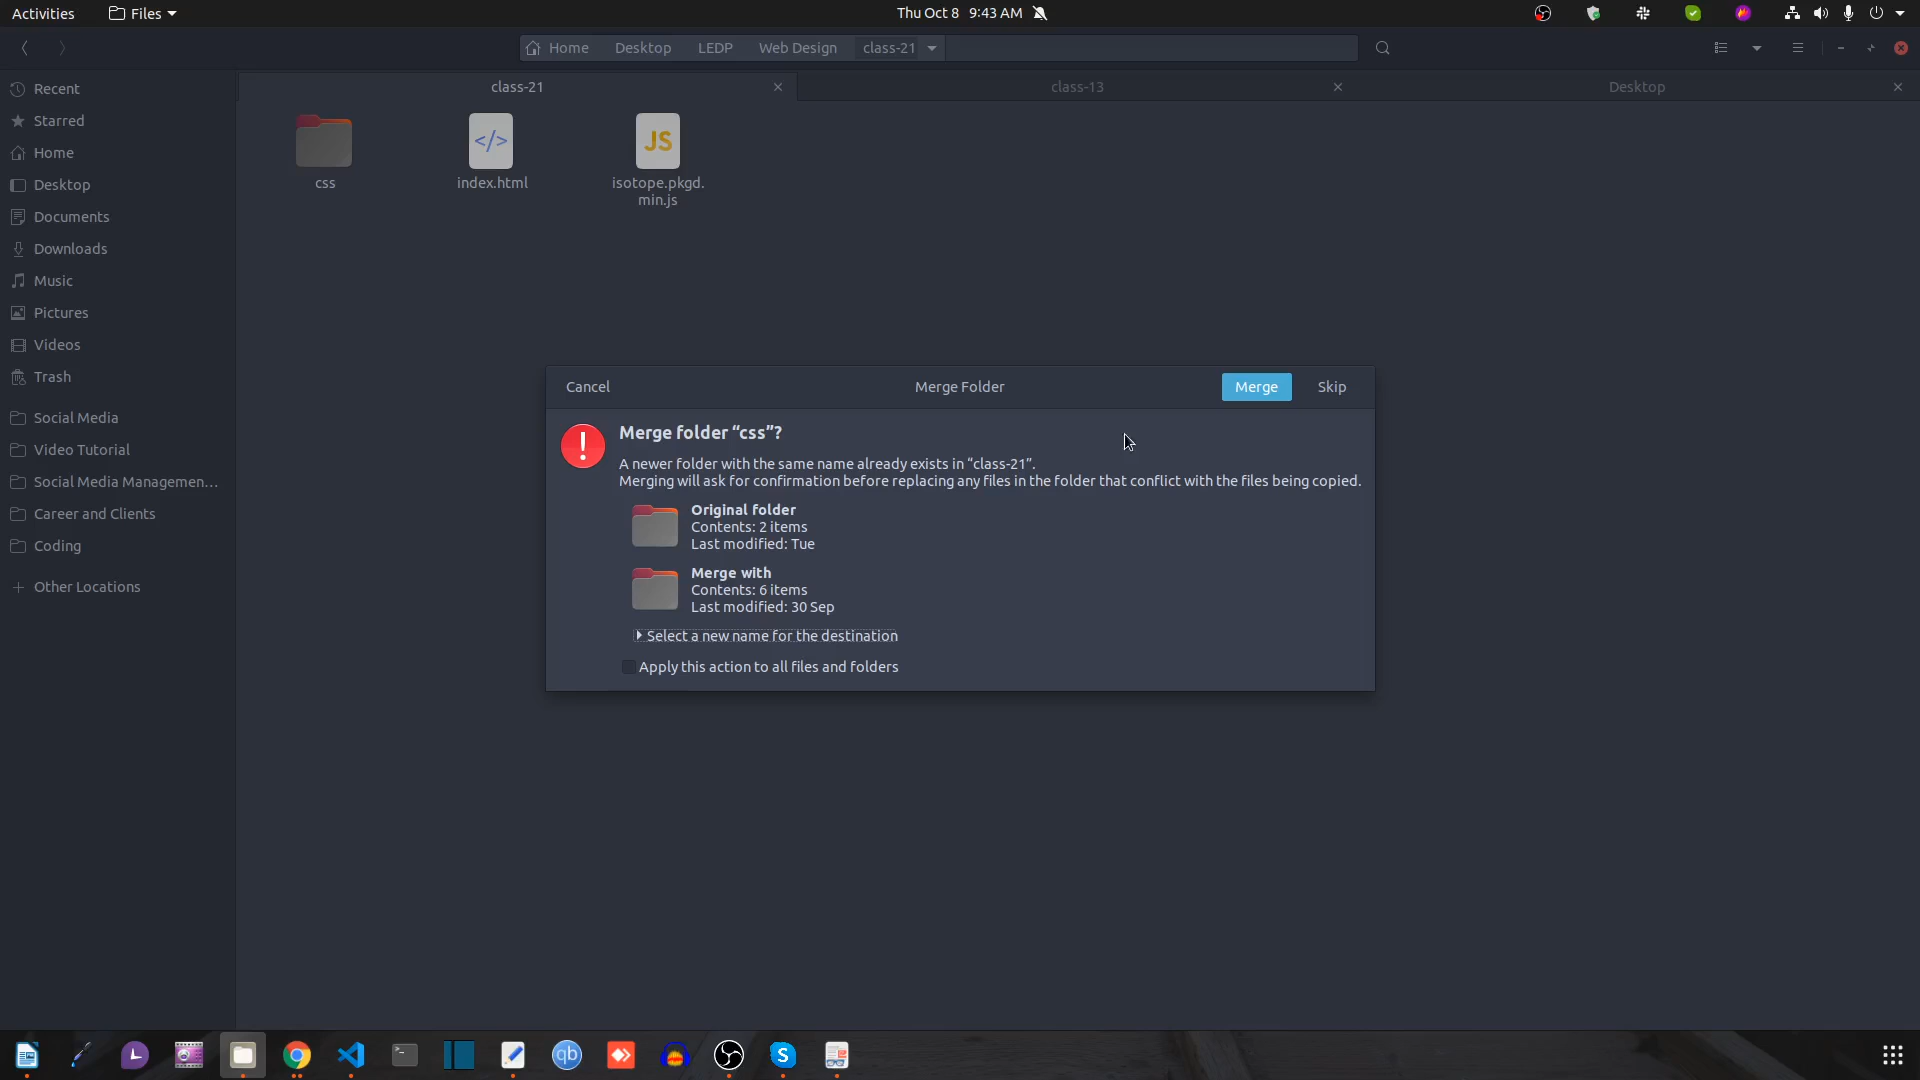 Activities Files Thu Oct 8 9:43 AM
Home Desktop LEDP Web Design class-21
class-21 class-13 Desktop
Recent
Starred
Home
Desktop
Documents
Downloads
Music
Pictures
Videos
Trash
Social Media
Video Tutorial
Social Media Managemen...
Career and Clients
Coding
Other Locations
</> JS
css index.html isotope.pkgd.
min.js
Cancel Merge Folder Merge Skip
! Merge folder “css”?
A newer folder with the same name already exists in “class-21”.
Merging will ask for confirmation before replacing any files in the folder that conflict with the files being copied.
Original folder
Contents: 2 items
Last modified: Tue
Merge with
Contents: 6 items
Last modified: 30 Sep
Select a new name for the destination
Apply this action to all files and folders
qb S